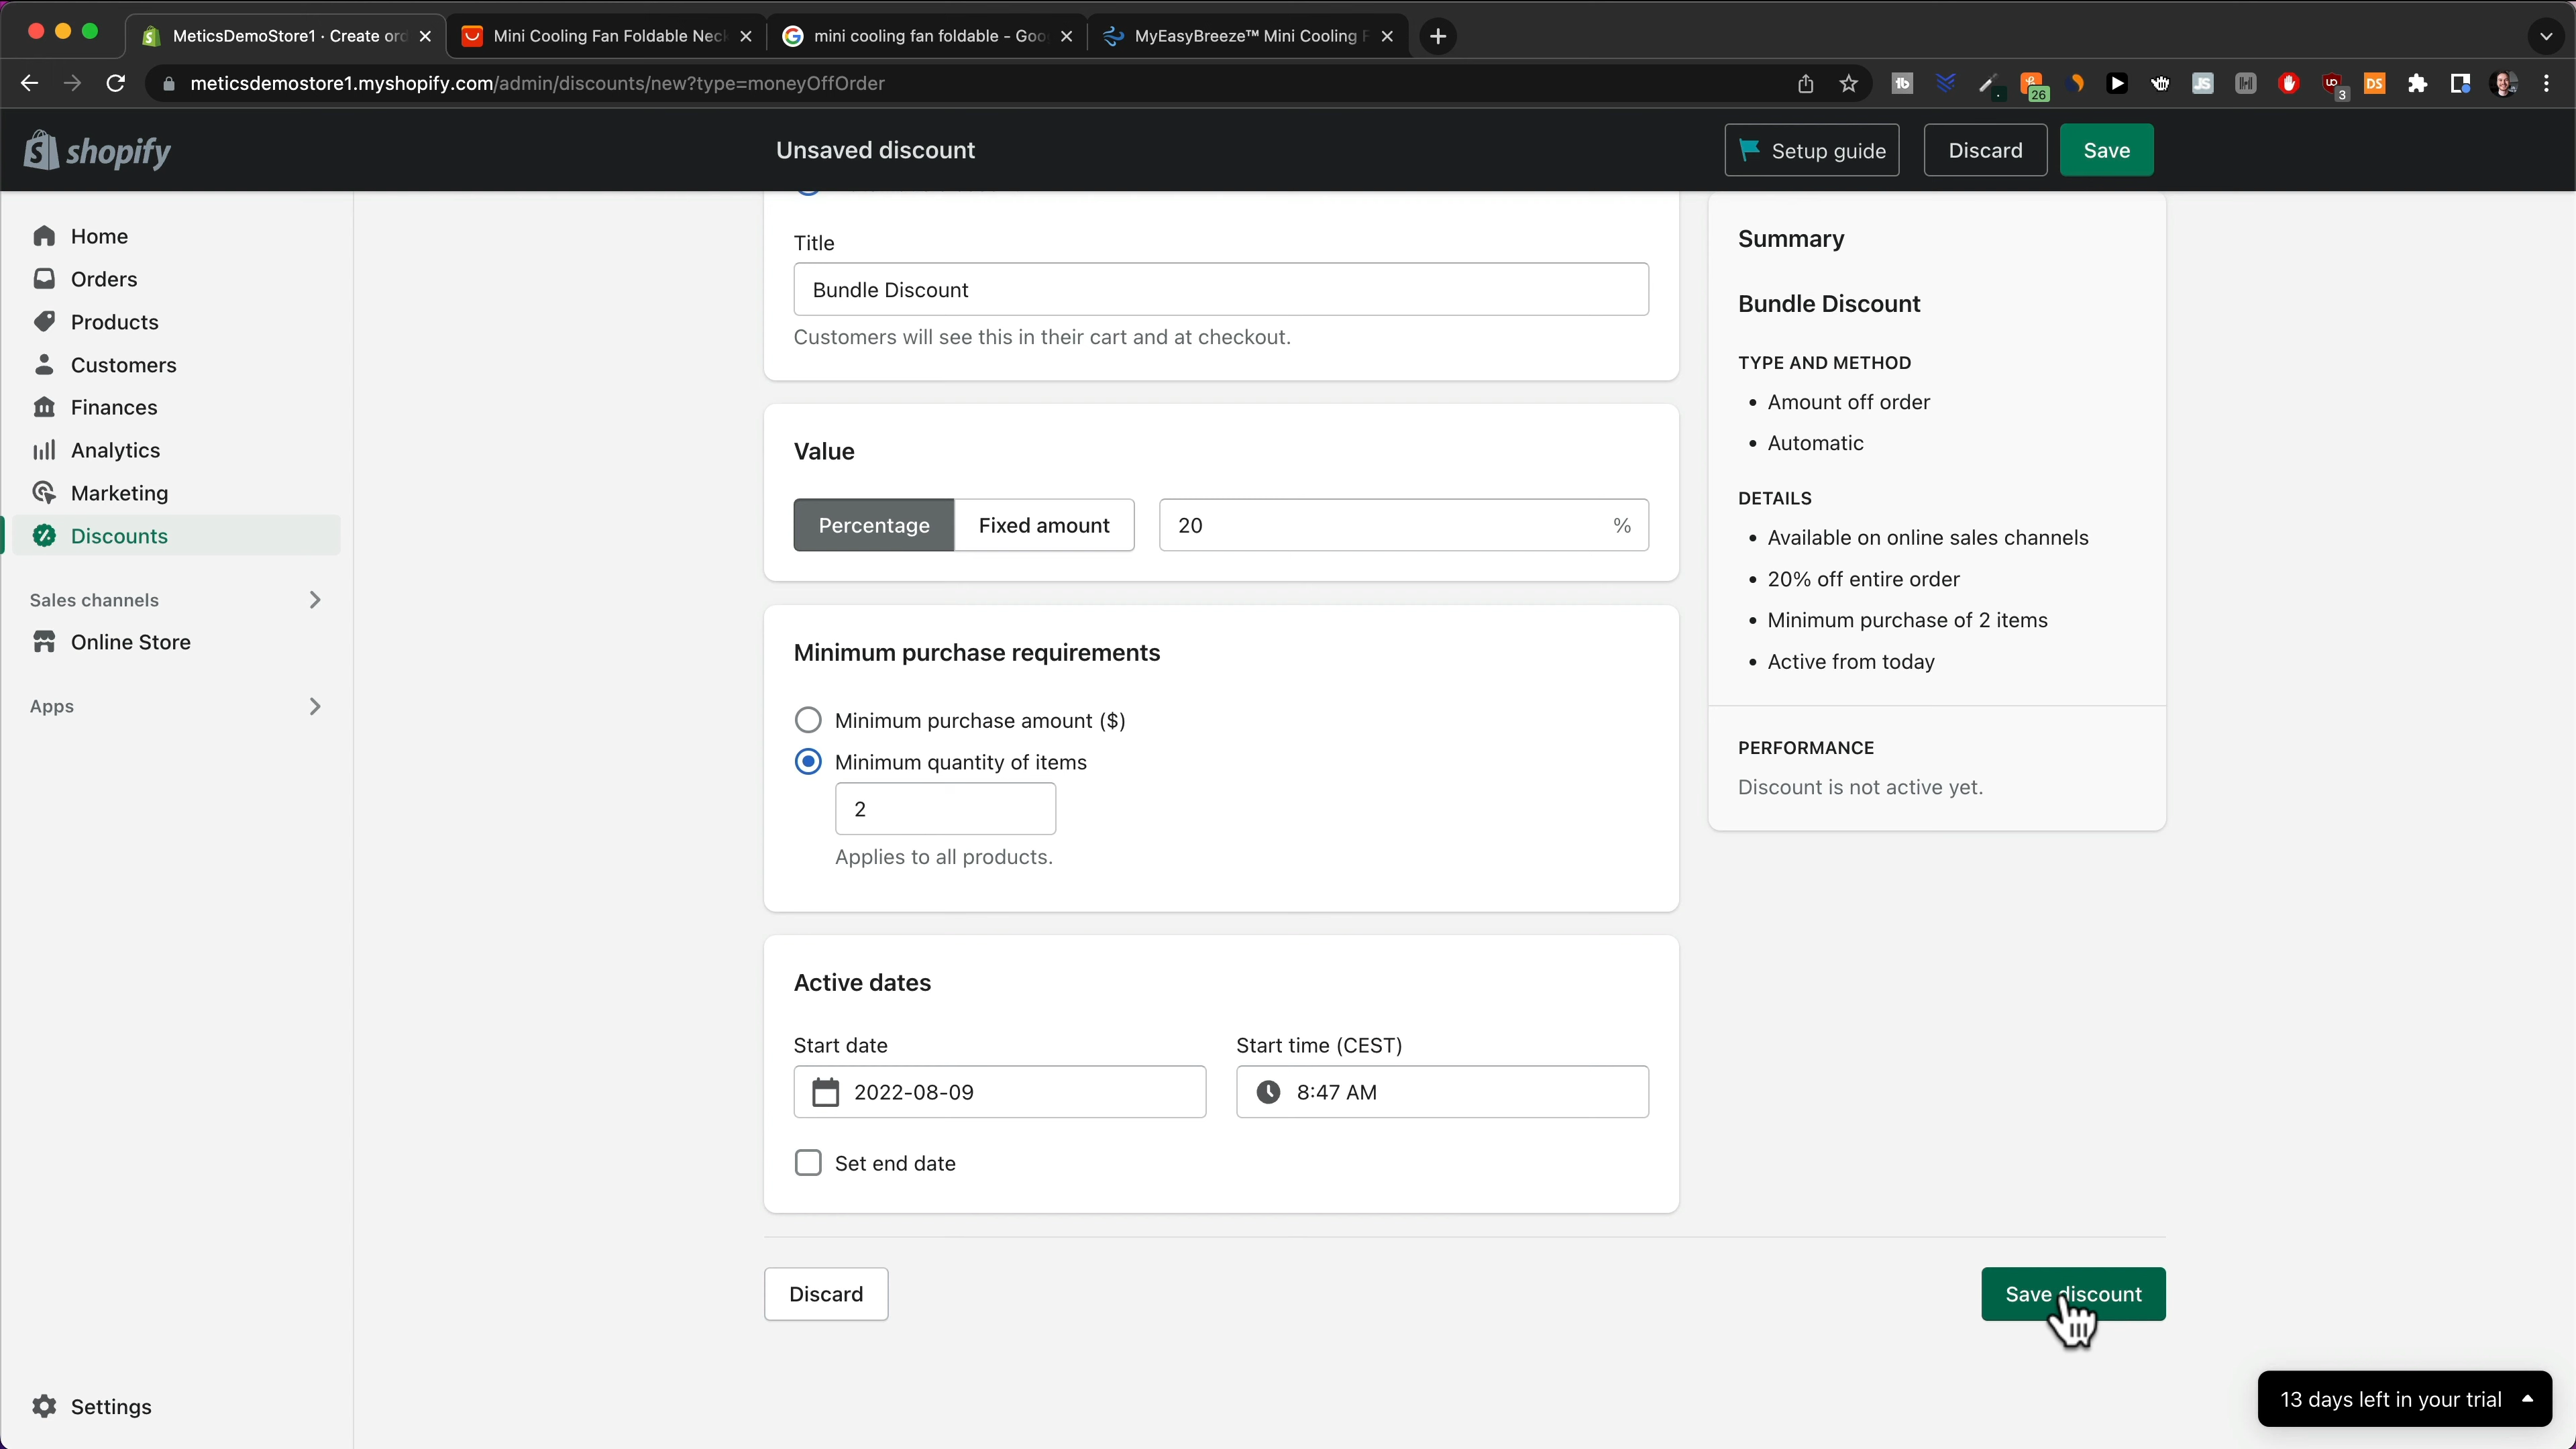 MeticsDemoStore1 · Create ord
Mini Cooling Fan Foldable Neck
mini cooling fan foldable - Goo
MyEasyBreeze™ Mini Cooling F
meticsdemostore1.myshopify.com/admin/discounts/new?type=moneyOffOrder
26
JS
3
DS
shopify
Unsaved discount
Setup guide
Discard
Save
Home
Orders
Products
Customers
Finances
Analytics
Marketing
Discounts
Sales channels
Online Store
Apps
Settings
Title
Bundle Discount
Customers will see this in their cart and at checkout.
Value
Percentage
Fixed amount
20 %
Minimum purchase requirements
Minimum purchase amount ($)
Minimum quantity of items
2
Applies to all products.
Active dates
Start date
Start time (CEST)
2022-08-09
8:47 AM
Set end date
Discard
Save discount
Summary
Bundle Discount
TYPE AND METHOD
• Amount off order
• Automatic
DETAILS
• Available on online sales channels
• 20% off entire order
• Minimum purchase of 2 items
• Active from today
PERFORMANCE
Discount is not active yet.
13 days left in your trial